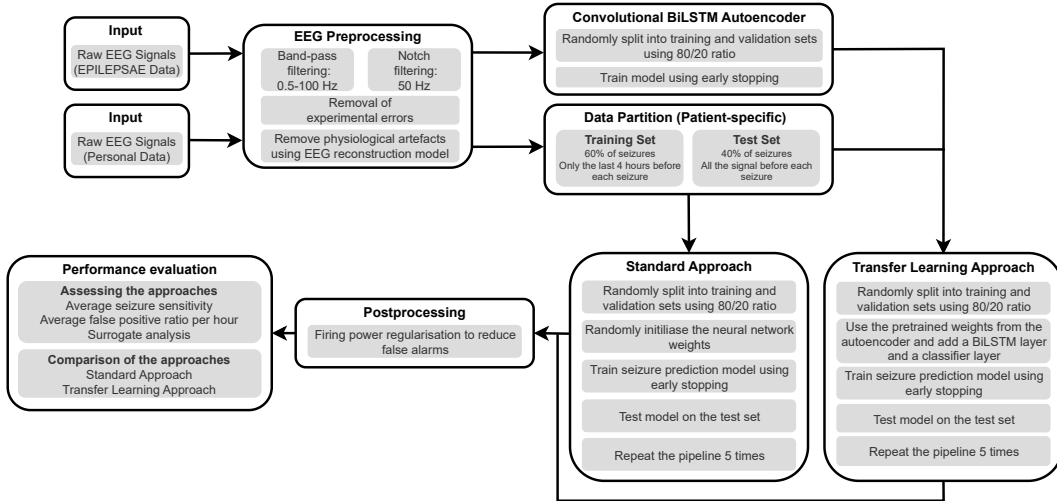 Input
Raw EEG Signals
(EPILEPSAE Data)
Input
Raw EEG Signals
(Personal Data)
EEG Preprocessing
Band-pass
filtering:
0.5-100 Hz
Notch
filtering:
50 Hz
Removal of
experimental errors
Remove physiological artefacts
using EEG reconstruction model
Convolutional BiLSTM Autoencoder
Randomly split into training and validation sets
using 80/20 ratio
Train model using early stopping
Data Partition (Patient-specific)
Training Set
60% of seizures
Only the last 4 hours before
each seizure
Test Set
40% of seizures
All the signal before each
seizure
Performance evaluation
Assessing the approaches
Average seizure sensitivity
Average false positive ratio per hour
Surrogate analysis
Comparison of the approaches
Standard Approach
Transfer Learning Approach
Postprocessing
Firing power regularisation to reduce
false alarms
Standard Approach
Randomly split into training and
validation sets using 80/20 ratio
Randomly initiliase the neural network
weights
Train seizure prediction model using
early stopping
Test model on the test set
Repeat the pipeline 5 times
Transfer Learning Approach
Randomly split into training and
validation sets using 80/20 ratio
Use the pretrained weights from the
autoencoder and add a BiLSTM layer
and a classifier layer
Train seizure prediction model using
early stopping
Test model on the test set
Repeat the pipeline 5 times